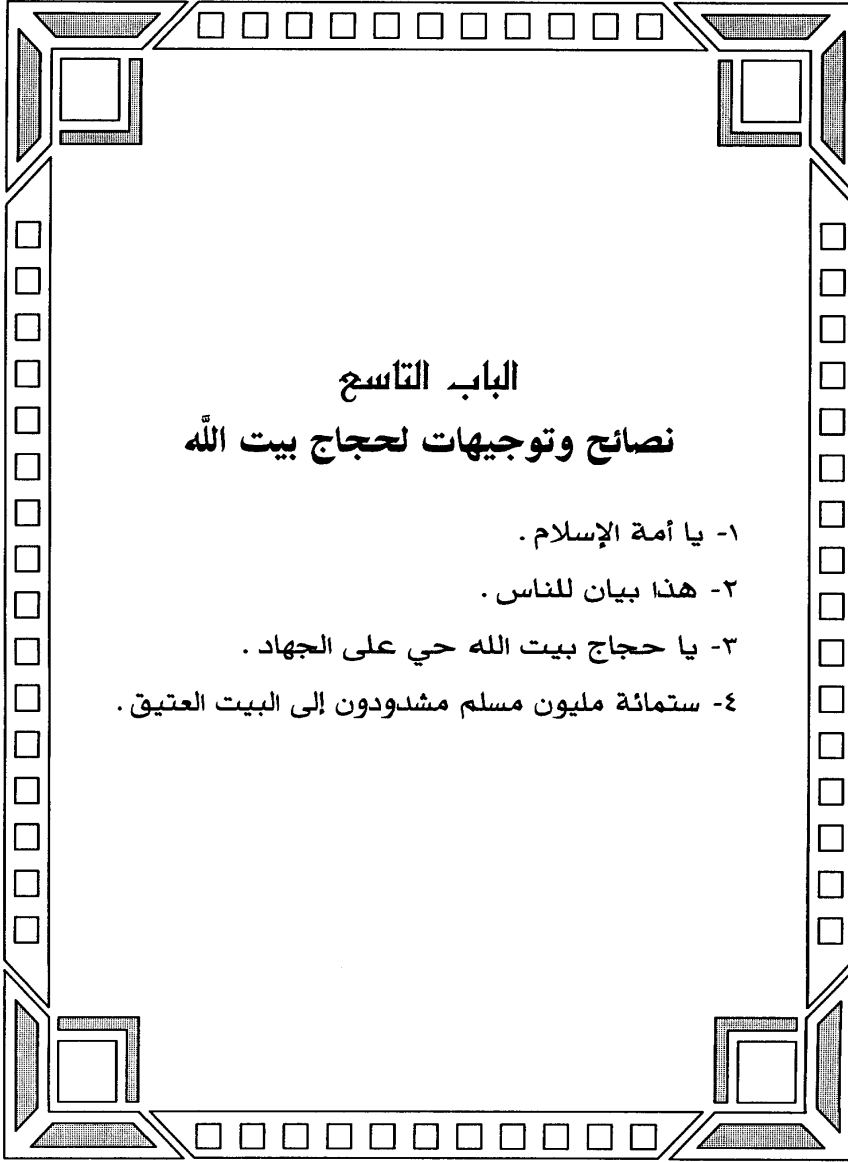 الباب التاسع
نصائح وتوجيهات لحجاج بيت اللَّه
١- يا أمة الإسلام .
٢- هذا بيان للناس .
٣- يا حجاج بيت الله حي على الجهاد .
٤- ستمائة مليون مسلم مشدودون إلى البيت العتيق .